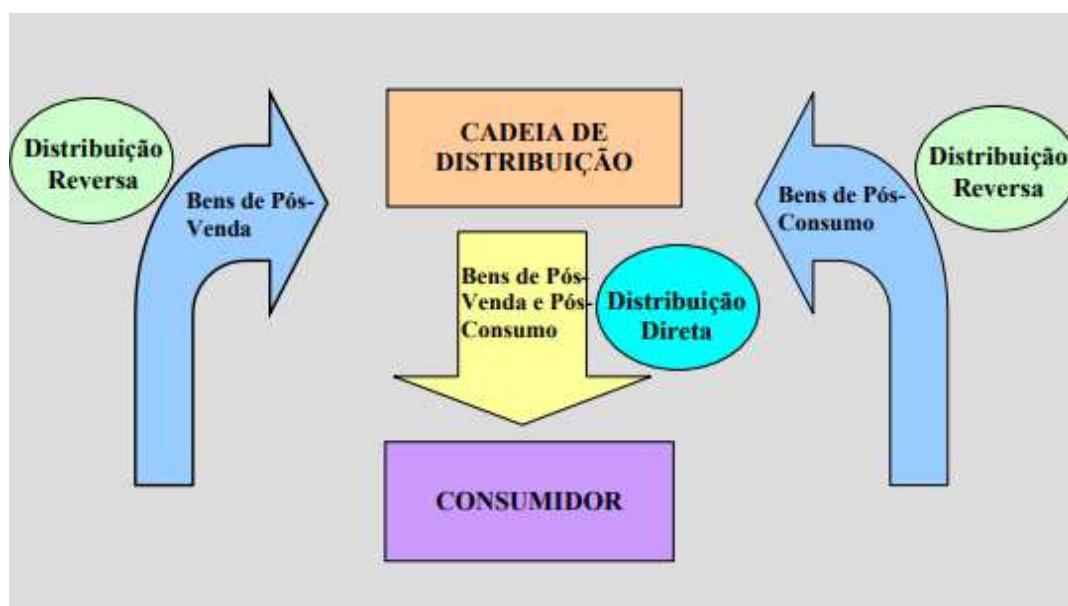 CADEIA DE
DISTRIBUIÇÃO
Distribuição
Reversa
Bens de Pós-
Venda
Bens de Pós-
Consumo
Distribuição
Reversa
Bens de Pós-
Venda e Pós-
Consumo
Distribuição
Direta
CONSUMIDOR